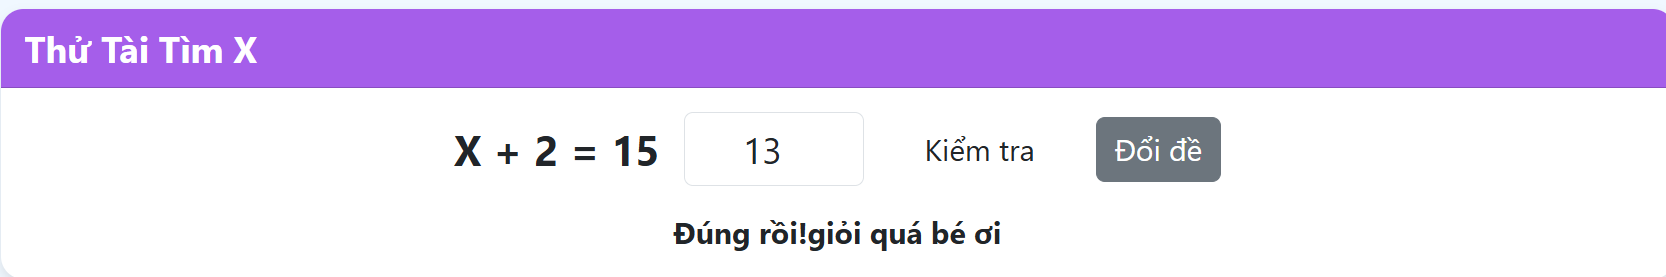 Thử Tài Tìm X
X + 2 = 15 13 Kiểm tra Đổi đề
Đúng rồi!giỏi quá bé ơi